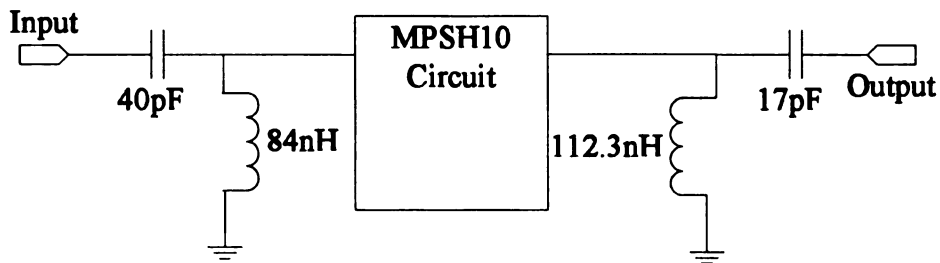 Input
MPSH10
Circuit
40pF
84nH
112.3nH
17pF
Output